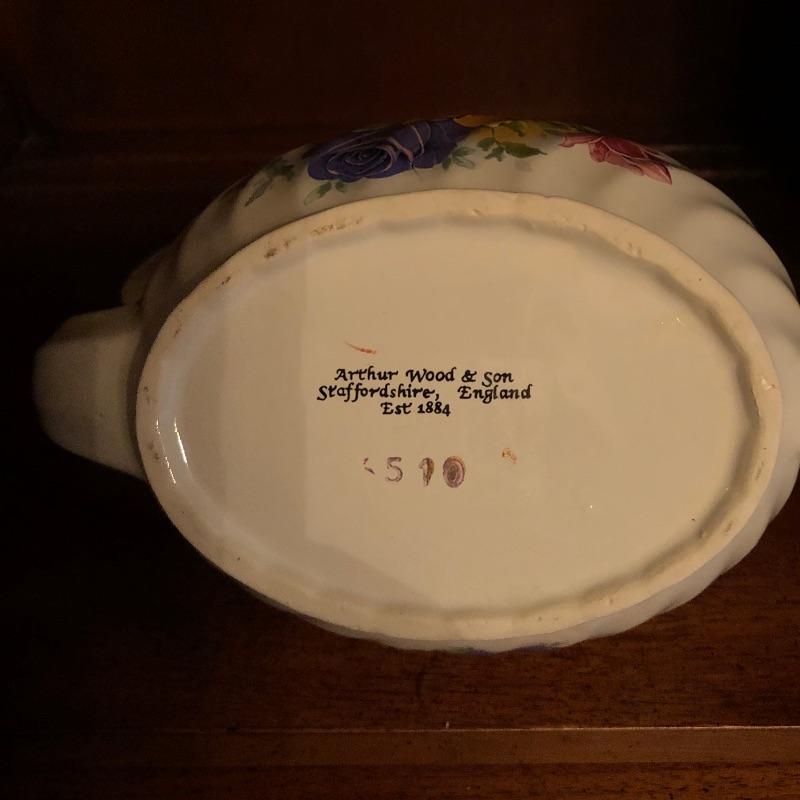 Arthur Wood & Son
Staffordshire, England
Est 1884
510